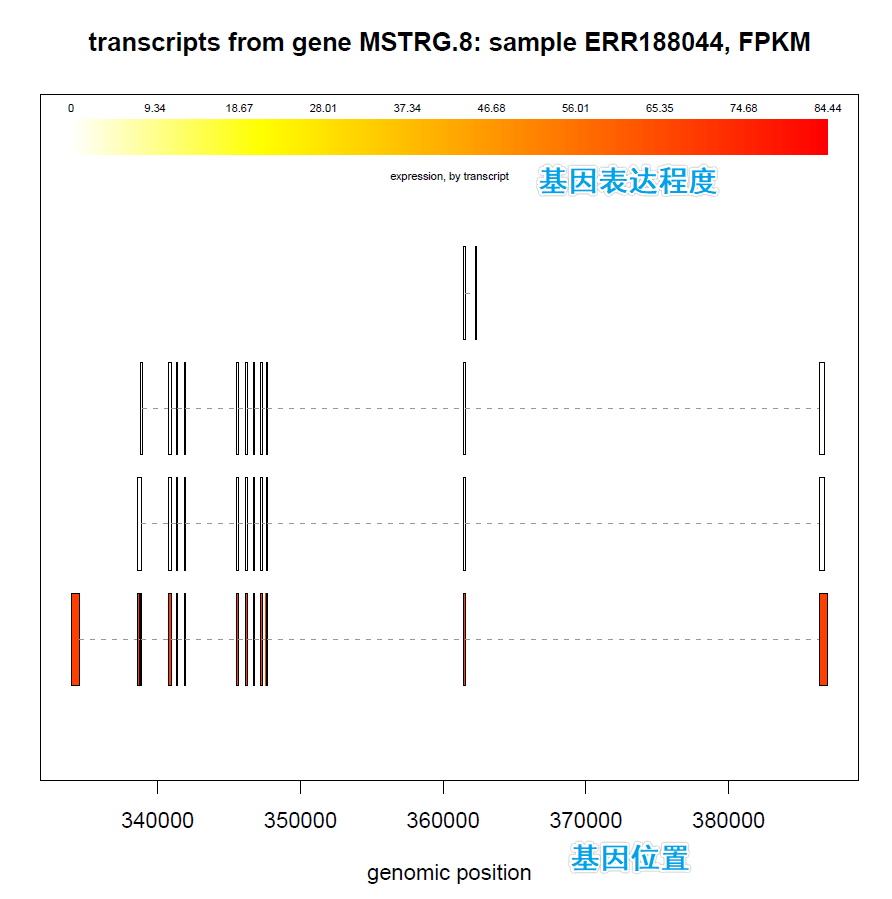 transcripts from gene MSTRG.8: sample ERR188044, FPKM
0 9.34 18.67 28.01 37.34 46.68 56.01 65.35 74.68 84.44
expression, by transcript 基因表达程度
340000 350000 360000 370000 380000
基因位置
genomic position